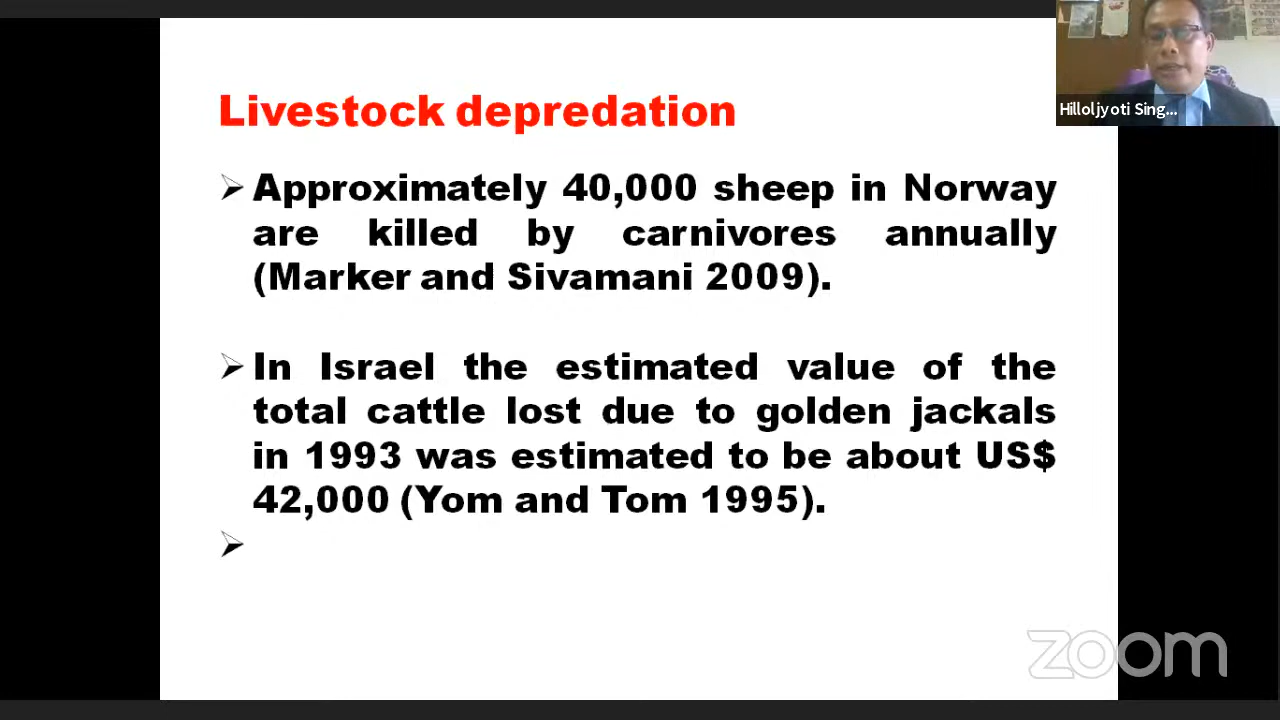 Livestock depredation
Hilloljyoti Sing...
➢ Approximately 40,000 sheep in Norway
are killed by carnivores annually
(Marker and Sivamani 2009).
➢ In Israel the estimated value of the
total cattle lost due to golden jackals
in 1993 was estimated to be about US$
42,000 (Yom and Tom 1995).
➢
zoom